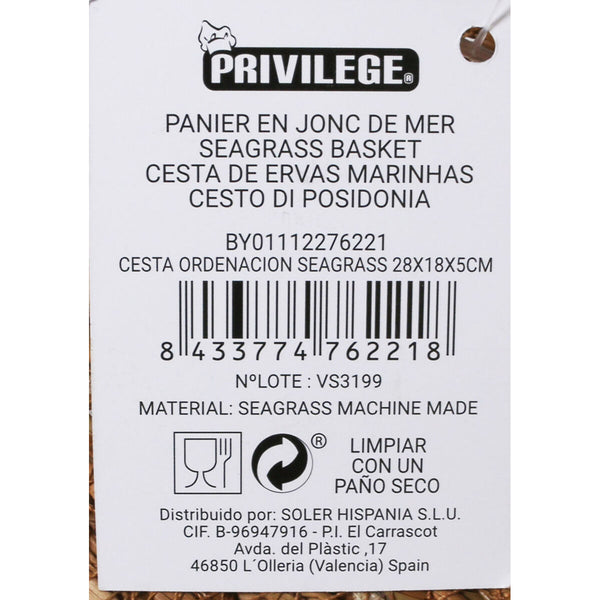 PRIVILEGE®
PANIER EN JONC DE MER
SEAGRASS BASKET
CESTA DE ERVAS MARINHAS
CESTO DI POSIDONIA
BY01112276221
CESTA ORDENACION SEAGRASS 28X18X5CM
8 433774 762218
NºLOTE : VS3199
MATERIAL: SEAGRASS MACHINE MADE
®
LIMPIAR
CON UN
PAÑO SECO
Distribuido por: SOLER HISPANIA S.L.U.
CIF. B-96947916 - P.I. El Carrascot
Avda. del Plàstic ,17
46850 L´Olleria (Valencia) Spain